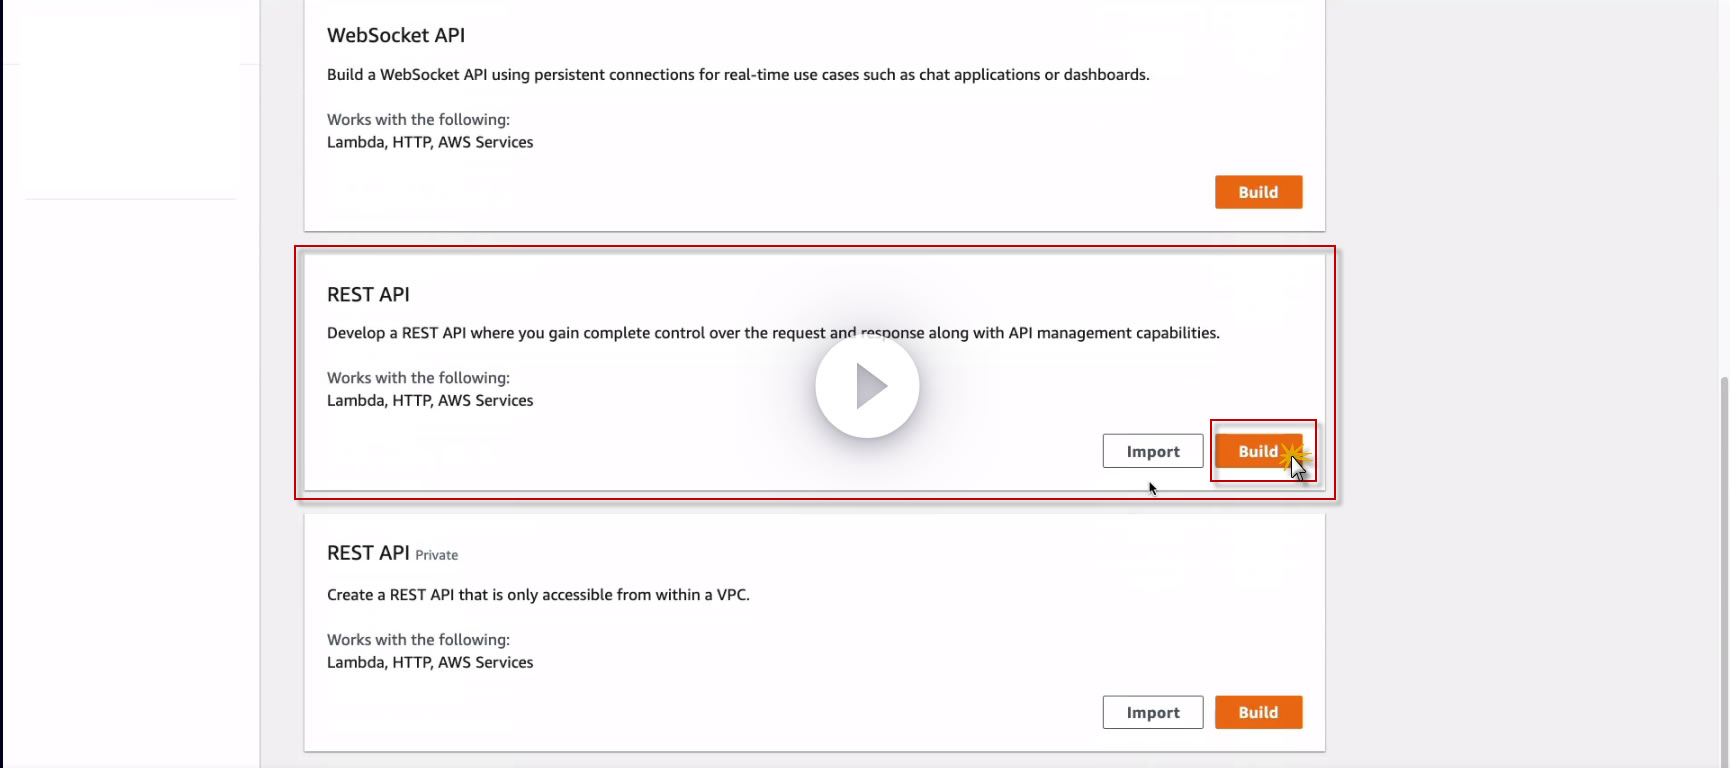 WebSocket API
Build a WebSocket API using persistent connections for real-time use cases such as chat applications or dashboards.
Works with the following:
Lambda, HTTP, AWS Services
Build
REST API
Develop a REST API where you gain complete control over the request and response along with API management capabilities.
Works with the following:
Lambda, HTTP, AWS Services
Import
Build
REST API Private
Create a REST API that is only accessible from within a VPC.
Works with the following:
Lambda, HTTP, AWS Services
Import
Build